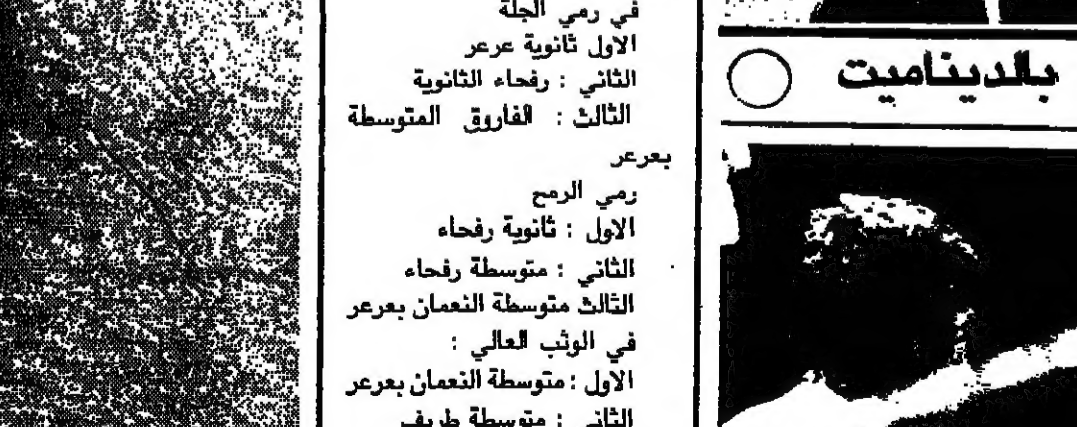 بالديناميت
في رمي الجلة
الاول ثانوية عرعر
الثاني : رفحاء الثانوية
الثالث : الفاروق المتوسطة
بعرعر
رمي الرمح
الاول : ثانوية رفحاء
الثاني : متوسطة رفحاء
الثالث متوسطة النعمان بعرعر
في الوثب العالي :
الاول : متوسطة النعمان بعرعر
الثاني : متوسطة طريف